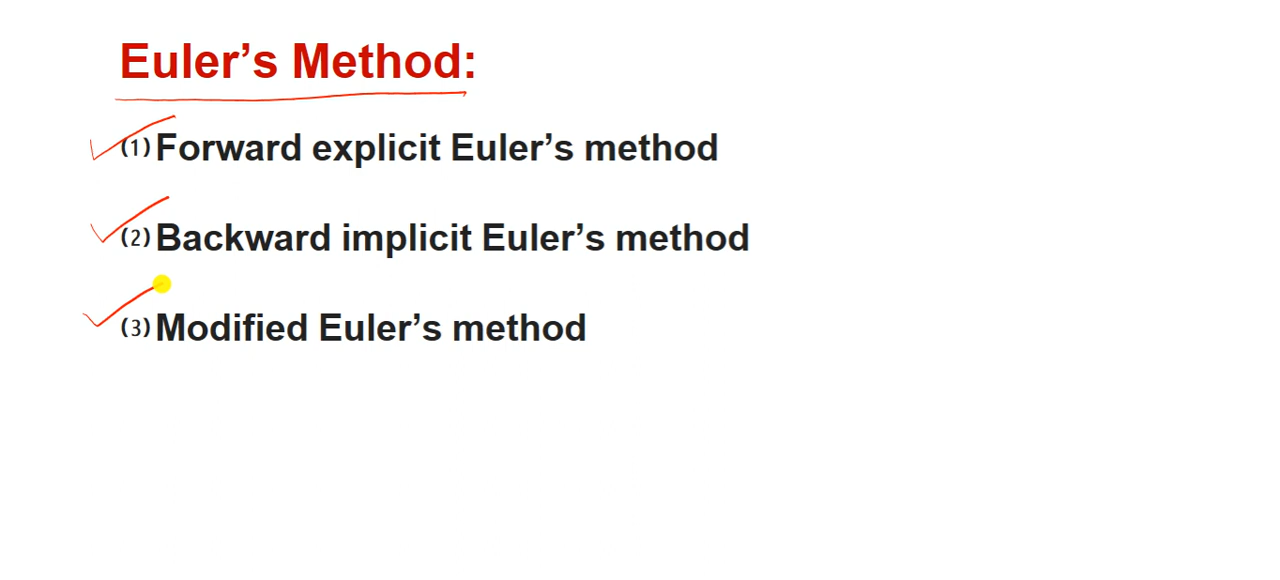 Euler’s Method:
(1) Forward explicit Euler’s method
(2) Backward implicit Euler’s method
(3) Modified Euler’s method